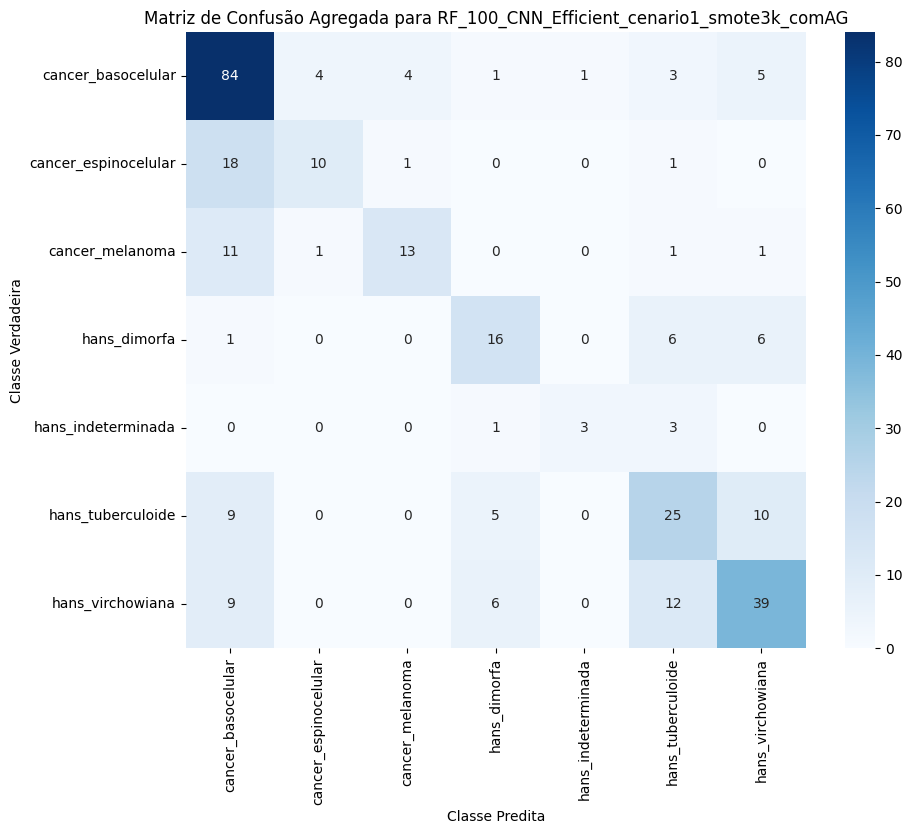 Matriz de Confusão Agregada para RF_100_CNN_Efficient_cenario1_smote3k_comAG
cancer_basocelular 84 4 4 1 1 3 5
cancer_espinocelular 18 10 1 0 0 1 0
cancer_melanoma 11 1 13 0 0 1 1
hans_dimorfa 1 0 0 16 0 6 6
hans_indeterminada 0 0 0 1 3 3 0
hans_tuberculoide 9 0 0 5 0 25 10
hans_virchowiana 9 0 0 6 0 12 39
Classe Verdadeira
cancer_basocelular
cancer_espinocelular
cancer_melanoma
hans_dimorfa
hans_indeterminada
hans_tuberculoide
hans_virchowiana
Classe Predita
80
70
60
50
40
30
20
10
0